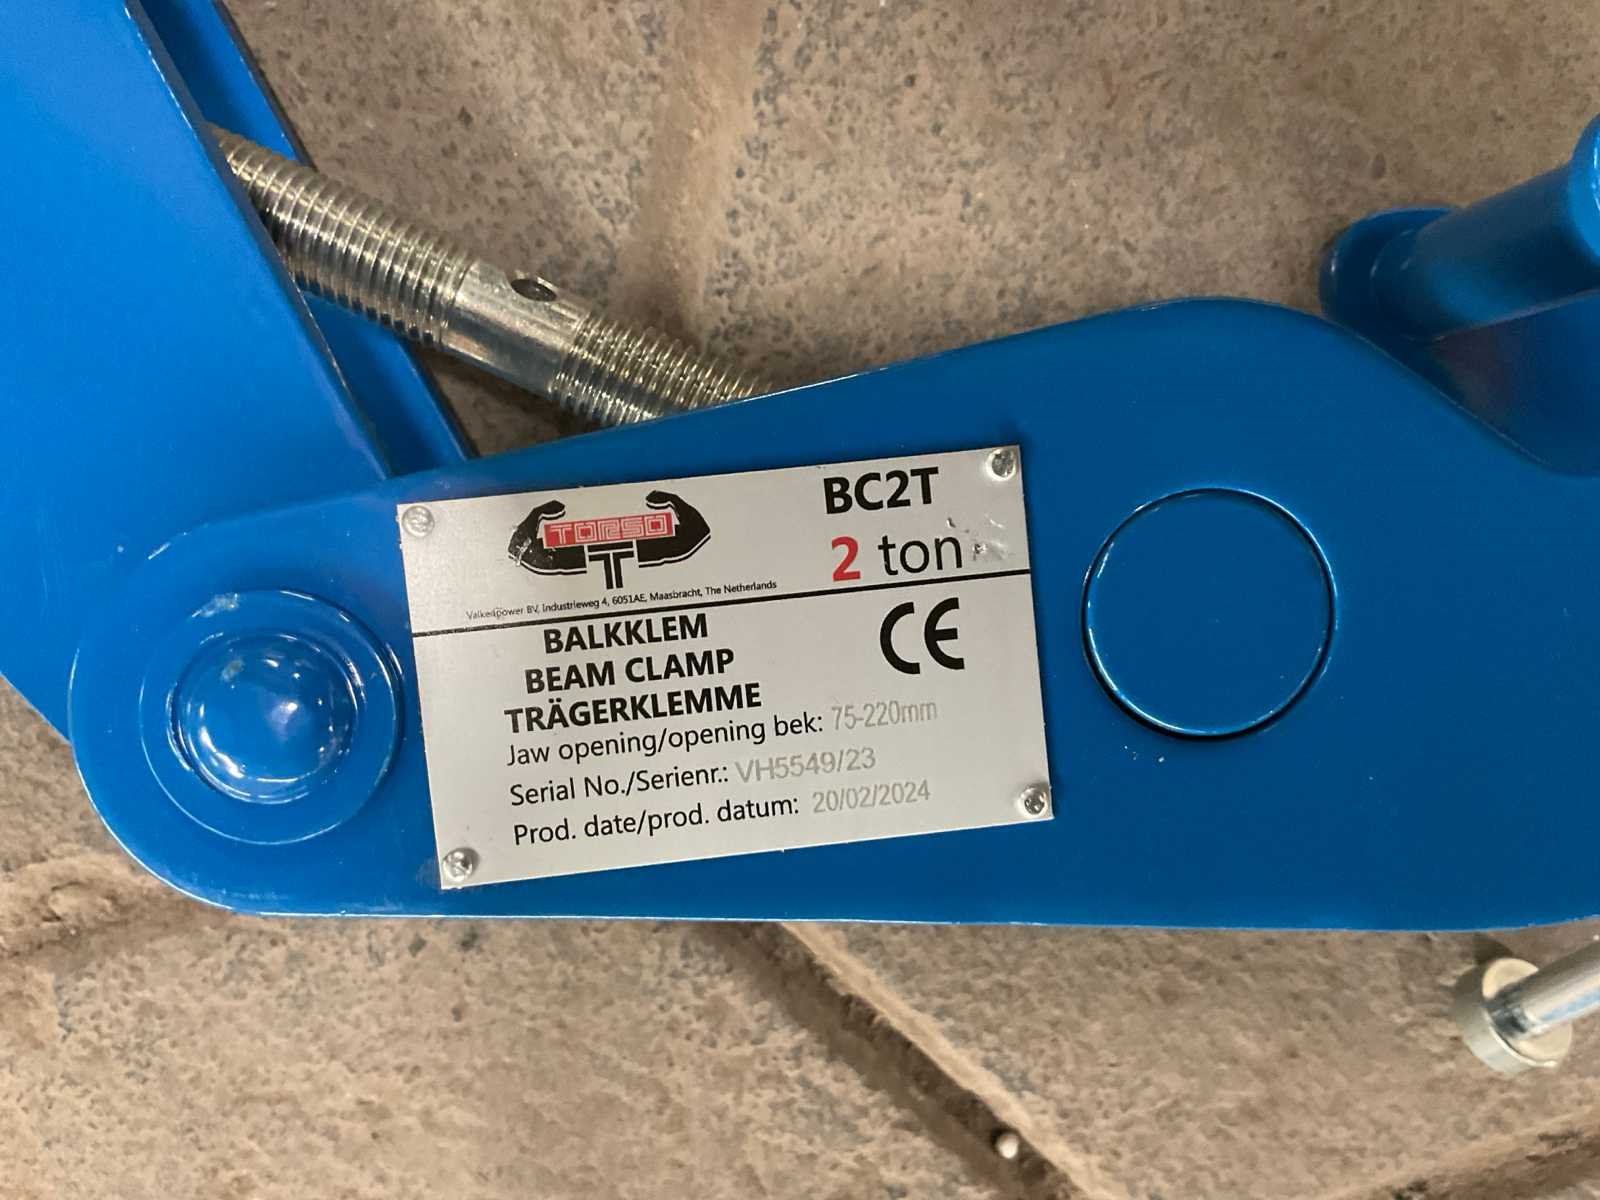 TORSO
T
BC2T
2 ton
Valkenpower BV, Industrieweg 4, 6051AE, Maasbracht, The Netherlands
BALKKLEM
BEAM CLAMP
TRÄGERKLEMME
CE
Jaw opening/opening bek: 75-220mm
Serial No./Serienr.: VH5549/23
Prod. date/prod. datum: 20/02/2024